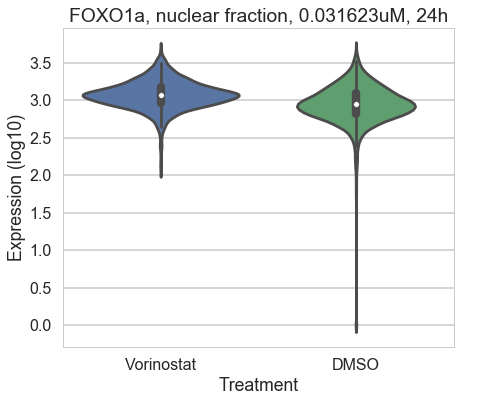 FOXO1a, nuclear fraction, 0.031623uM, 24h
Expression (log10)
3.5
3.0
2.5
2.0
1.5
1.0
0.5
0.0
Vorinostat
DMSO
Treatment